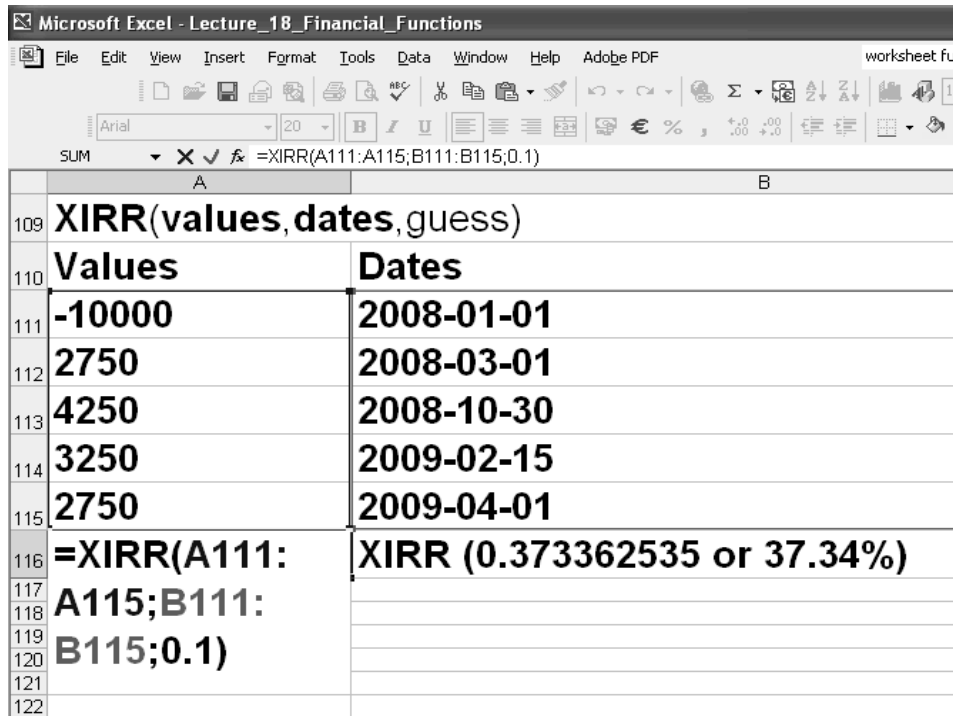 Microsoft Excel - Lecture_18_Financial_Functions
File Edit View Insert Format Tools Data Window Help Adobe PDF worksheet fu
Arial 20 B I U € % ,
SUM fx =XIRR(A111:A115;B111:B115;0.1)
A B
109 XIRR(values,dates,guess)
110 Values Dates
111 -10000 2008-01-01
112 2750 2008-03-01
113 4250 2008-10-30
114 3250 2009-02-15
115 2750 2009-04-01
116 =XIRR(A111: XIRR (0.373362535 or 37.34%)
117
118 A115;B111:
119
120 B115;0.1)
121
122